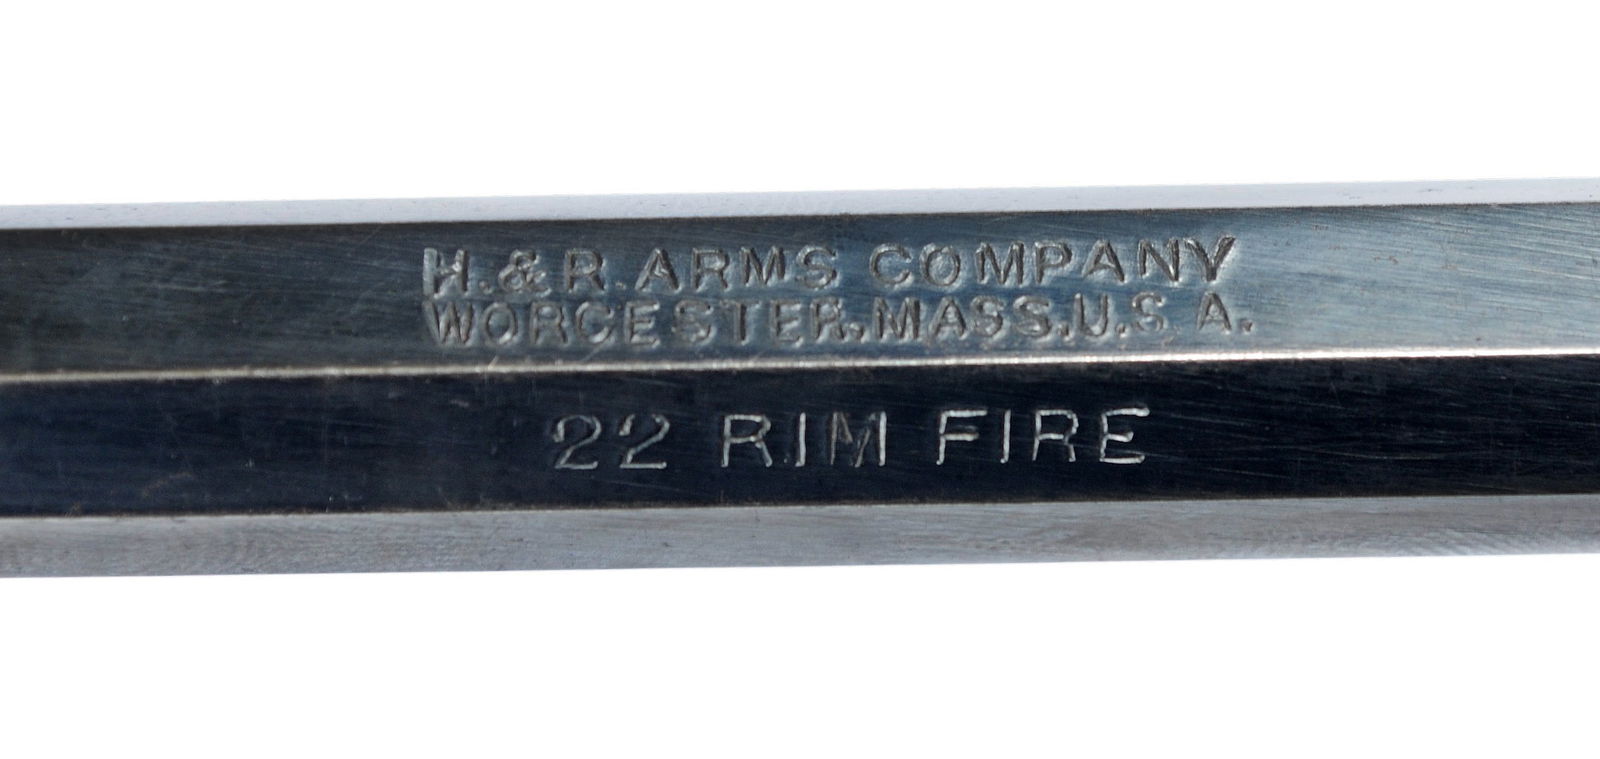 H.&R.ARMS COMPANY
WORCESTER,MASS,U.S.A.
22 RIM FIRE